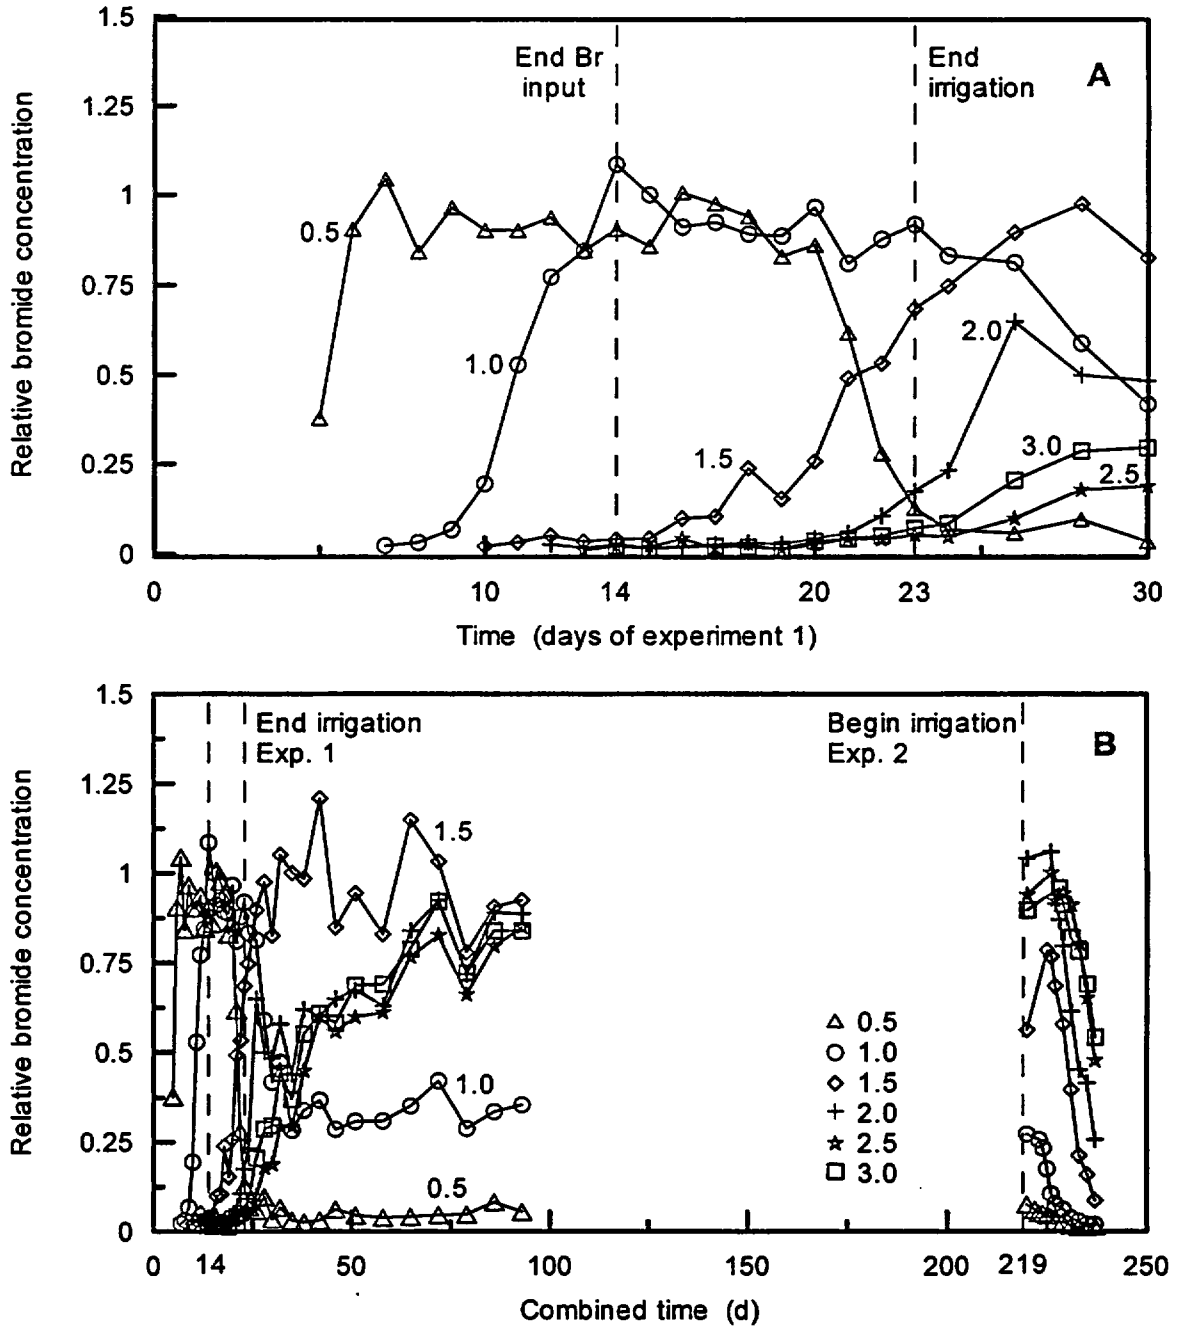 1.5
End Br
input
End
irrigation
A
1.25
1
0.75
0.5
0.25
0
Relative bromide concentration
0.5
1.0
1.5
2.0
3.0
2.5
0 10 14 20 23 30
Time (days of experiment 1)
1.5
End irrigation
Exp. 1
Begin irrigation
Exp. 2
B
1.25
1
0.75
0.5
0.25
0
Relative bromide concentration
1.5
1.0
0.5
0.5
1.0
1.5
2.0
2.5
3.0
0 14 50 100 150 200 219 250
Combined time (d)